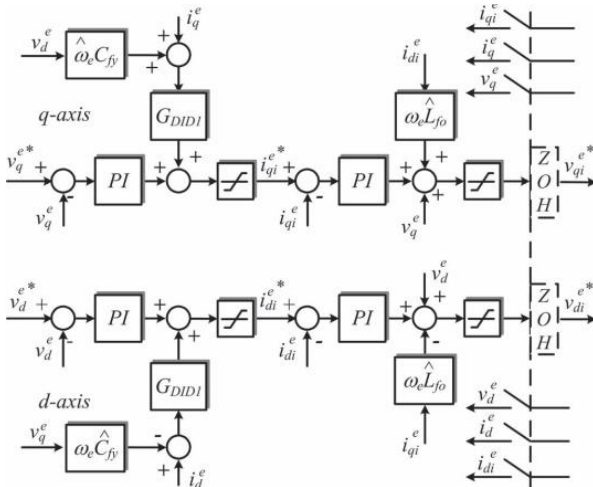 i_q^e i_qi^e
v_d^e ω̂_e C_fy + + i_di^e i_q^e
v_q^e
q-axis G_DID1 ω_e L̂_fo
v_q^e* + - PI + + i_qi^e* + - PI + + + Z O H v_qi^e*
v_q^e i_qi^e v_q^e
v_d^e
v_d^e* + - PI + + i_di^e* + - PI + + - Z O H v_di^e*
v_d^e i_di^e
G_DID1 ω_e L̂_fo v_d^e
d-axis i_d^e
v_q^e ω_e Ĉ_fy - + i_qi^e i_di^e
i_d^e